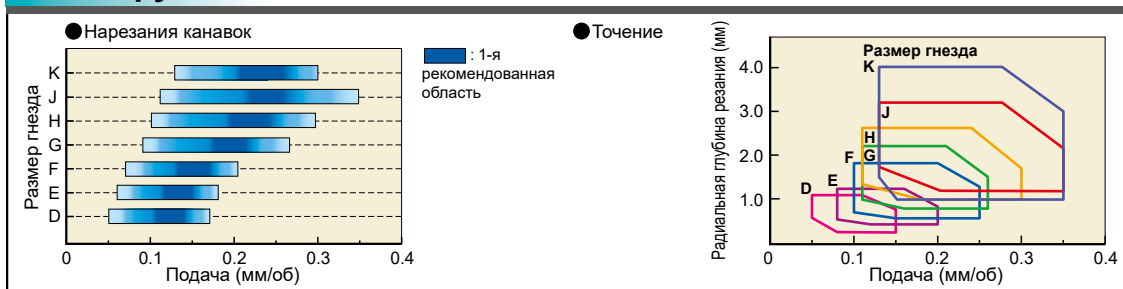 ●Нарезания канавок
: 1-я
рекомендованная
область
Размер гнезда
K
J
H
G
F
E
D
0 0.1 0.2 0.3 0.4
Подача (мм/об)
●Точение
Радиальная глубина резания (мм)
Размер гнезда
K
J
H
G
F
E
D
4.0
3.0
2.0
1.0
0 0.1 0.2 0.3 0.4
Подача (мм/об)